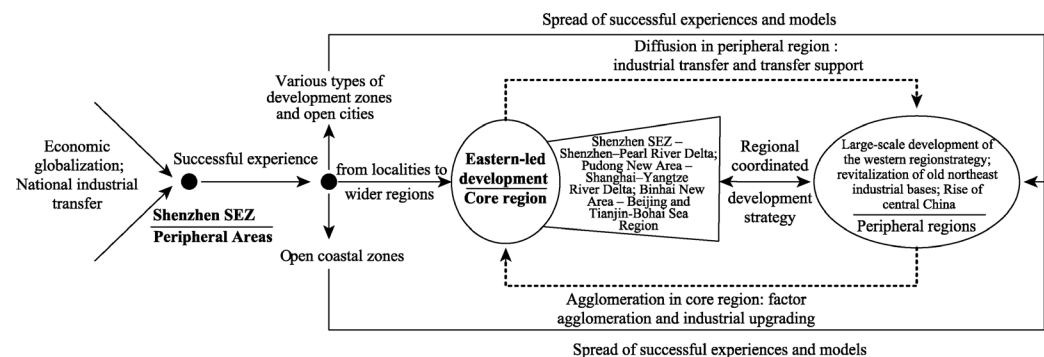 Spread of successful experiences and models
Diffusion in peripheral region :
industrial transfer and transfer support
Various types of
development zones
and open cities
Economic
globalization;
National industrial
transfer
Successful experience
Shenzhen SEZ
Peripheral Areas
from localities to
wider regions
Open coastal zones
Eastern-led
development
Core region
Shenzhen SEZ –
Shenzhen–Pearl River Delta;
Pudong New Area –
Shanghai–Yangtze
River Delta; Binhai New
Area – Beijing and
Tianjin-Bohai Sea
Region
Regional
coordinated
development
strategy
Large-scale development
of the western regionstrategy;
revitalization of old northeast
industrial bases; Rise of
central China
Peripheral regions
Agglomeration in core region: factor
agglomeration and industrial upgrading
Spread of successful experiences and models